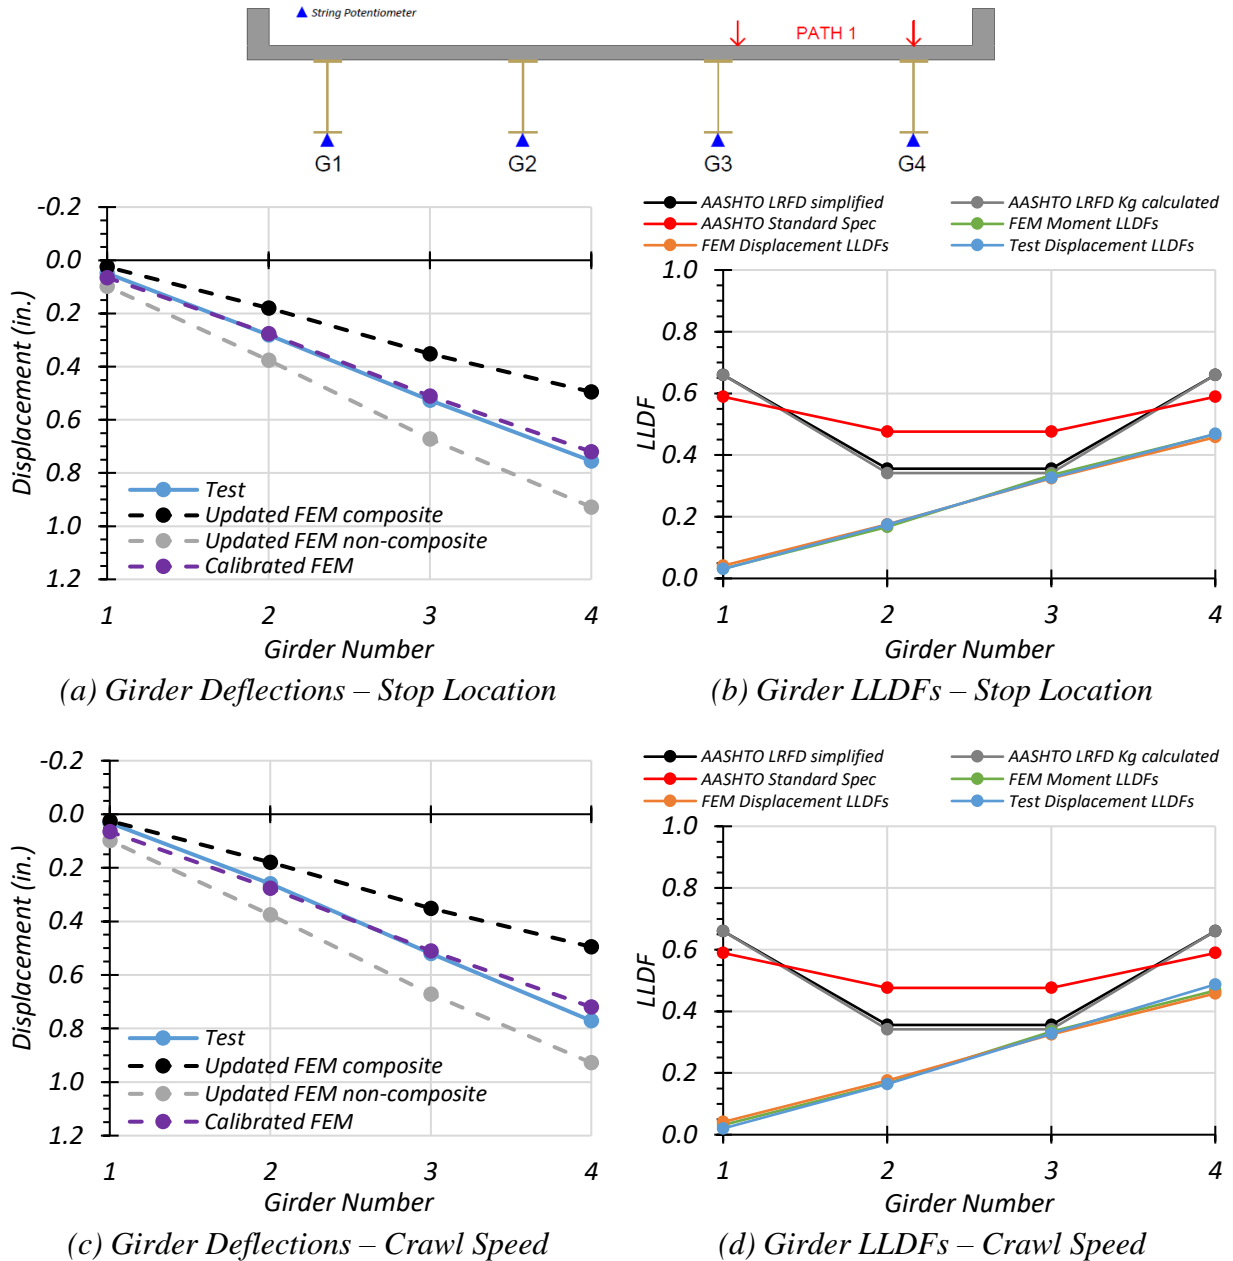 String Potentiometer
PATH 1
G1 G2 G3 G4
-0.2
0.0
0.2
0.4
0.6
0.8
1.0
1.2
Displacement (in.)
Test
Updated FEM composite
Updated FEM non-composite
Calibrated FEM
1 2 3 4
Girder Number
(a) Girder Deflections – Stop Location
AASHTO LRFD simplified AASHTO LRFD Kg calculated
AASHTO Standard Spec FEM Moment LLDFs
FEM Displacement LLDFs Test Displacement LLDFs
1.0
0.8
0.6
0.4
0.2
0.0
LLDF
1 2 3 4
Girder Number
(b) Girder LLDFs – Stop Location
-0.2
0.0
0.2
0.4
0.6
0.8
1.0
1.2
Displacement (in.)
Test
Updated FEM composite
Updated FEM non-composite
Calibrated FEM
1 2 3 4
Girder Number
(c) Girder Deflections – Crawl Speed
AASHTO LRFD simplified AASHTO LRFD Kg calculated
AASHTO Standard Spec FEM Moment LLDFs
FEM Displacement LLDFs Test Displacement LLDFs
1.0
0.8
0.6
0.4
0.2
0.0
LLDF
1 2 3 4
Girder Number
(d) Girder LLDFs – Crawl Speed